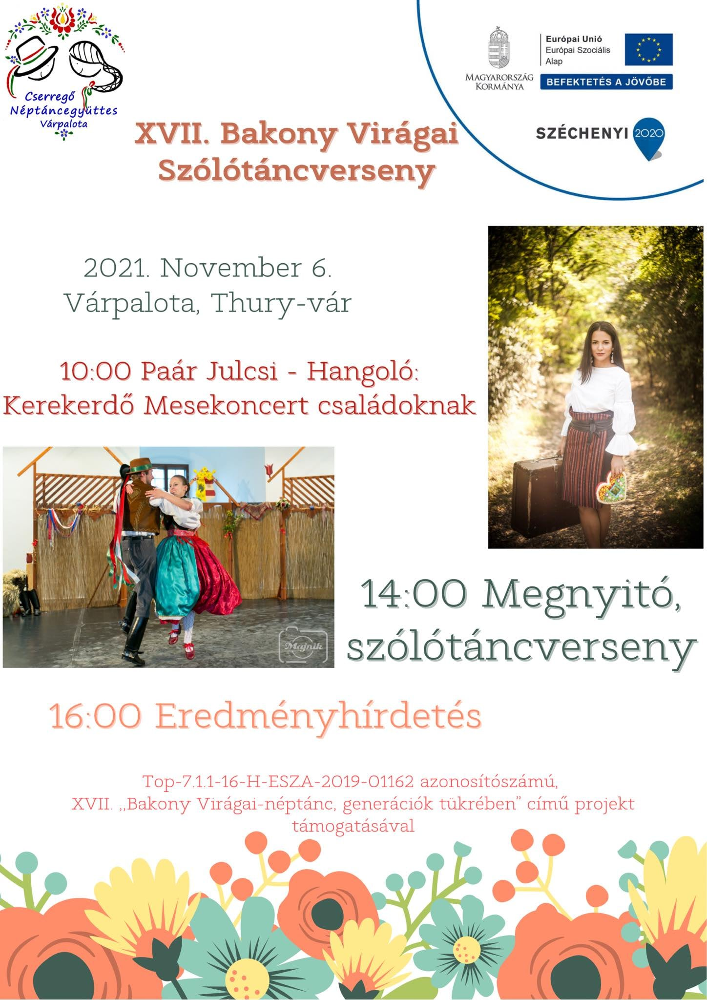 Cserregő
Néptáncegyüttes
Várpalota
MAGYARORSZÁG
KORMÁNYA
Európai Unió
Európai Szociális
Alap
BEFEKTETÉS A JÖVŐBE
SZÉCHENYI 2020
XVII. Bakony Virágai
Szólótáncverseny
2021. November 6.
Várpalota, Thury-vár
10:00 Paár Julcsi - Hangoló:
Kerekerdő Mesekoncert családoknak
Majnik
14:00 Megnyitó,
szólótáncverseny
16:00 Eredményhírdetés
Top-7.1.1-16-H-ESZA-2019-01162 azonosítószámú,
XVII. ,,Bakony Virágai-néptánc, generációk tükrében” című projekt
támogatásával